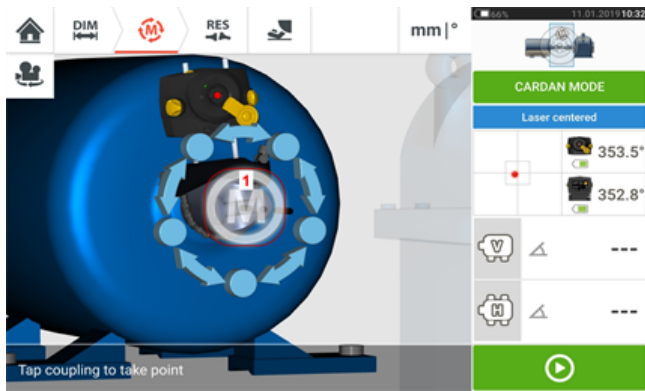 DIM
M
RES
mm|°
66%
11.01.2019 10:32
CARDAN MODE
Laser centered
353.5°
352.8°
1
M
V
---
H
---
Tap coupling to take point